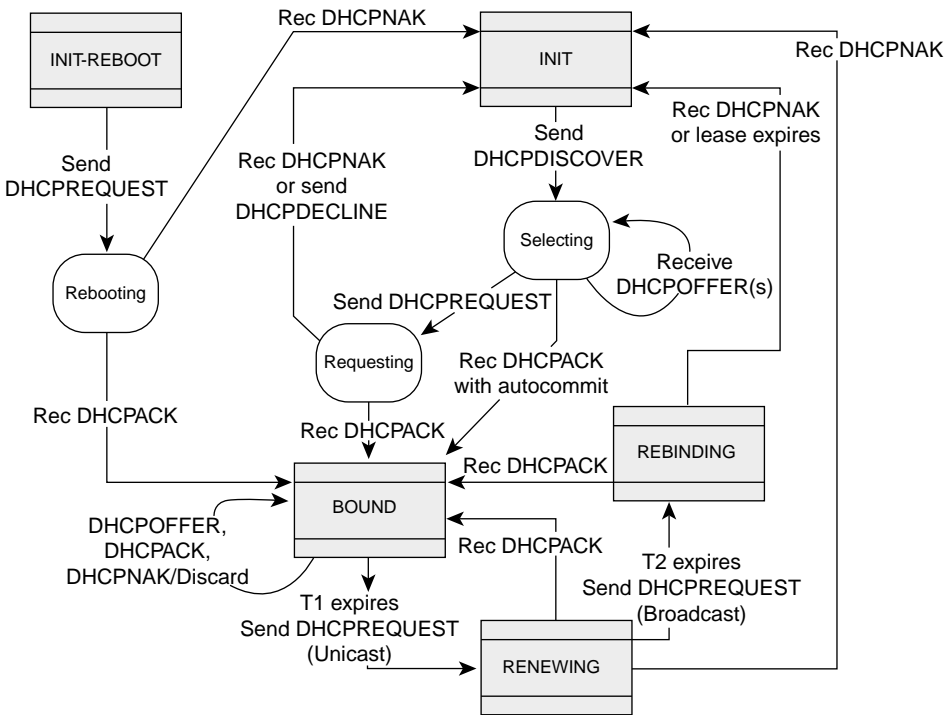 Rec DHCPNAK
INIT-REBOOT
INIT
Rec DHCPNAK
Rec DHCPNAK
or lease expires
Send
DHCPDISCOVER
Rec DHCPNAK
or send
DHCPDECLINE
Send
DHCPREQUEST
Selecting
Receive
DHCPOFFER(s)
Rebooting
Send DHCPREQUEST
Requesting
Rec DHCPACK
with autocommit
Rec DHCPACK
Rec DHCPACK
REBINDING
Rec DHCPACK
BOUND
DHCPOFFER,
DHCPACK,
DHCPNAK/Discard
Rec DHCPACK
T2 expires
Send DHCPREQUEST
(Broadcast)
T1 expires
Send DHCPREQUEST
(Unicast)
RENEWING